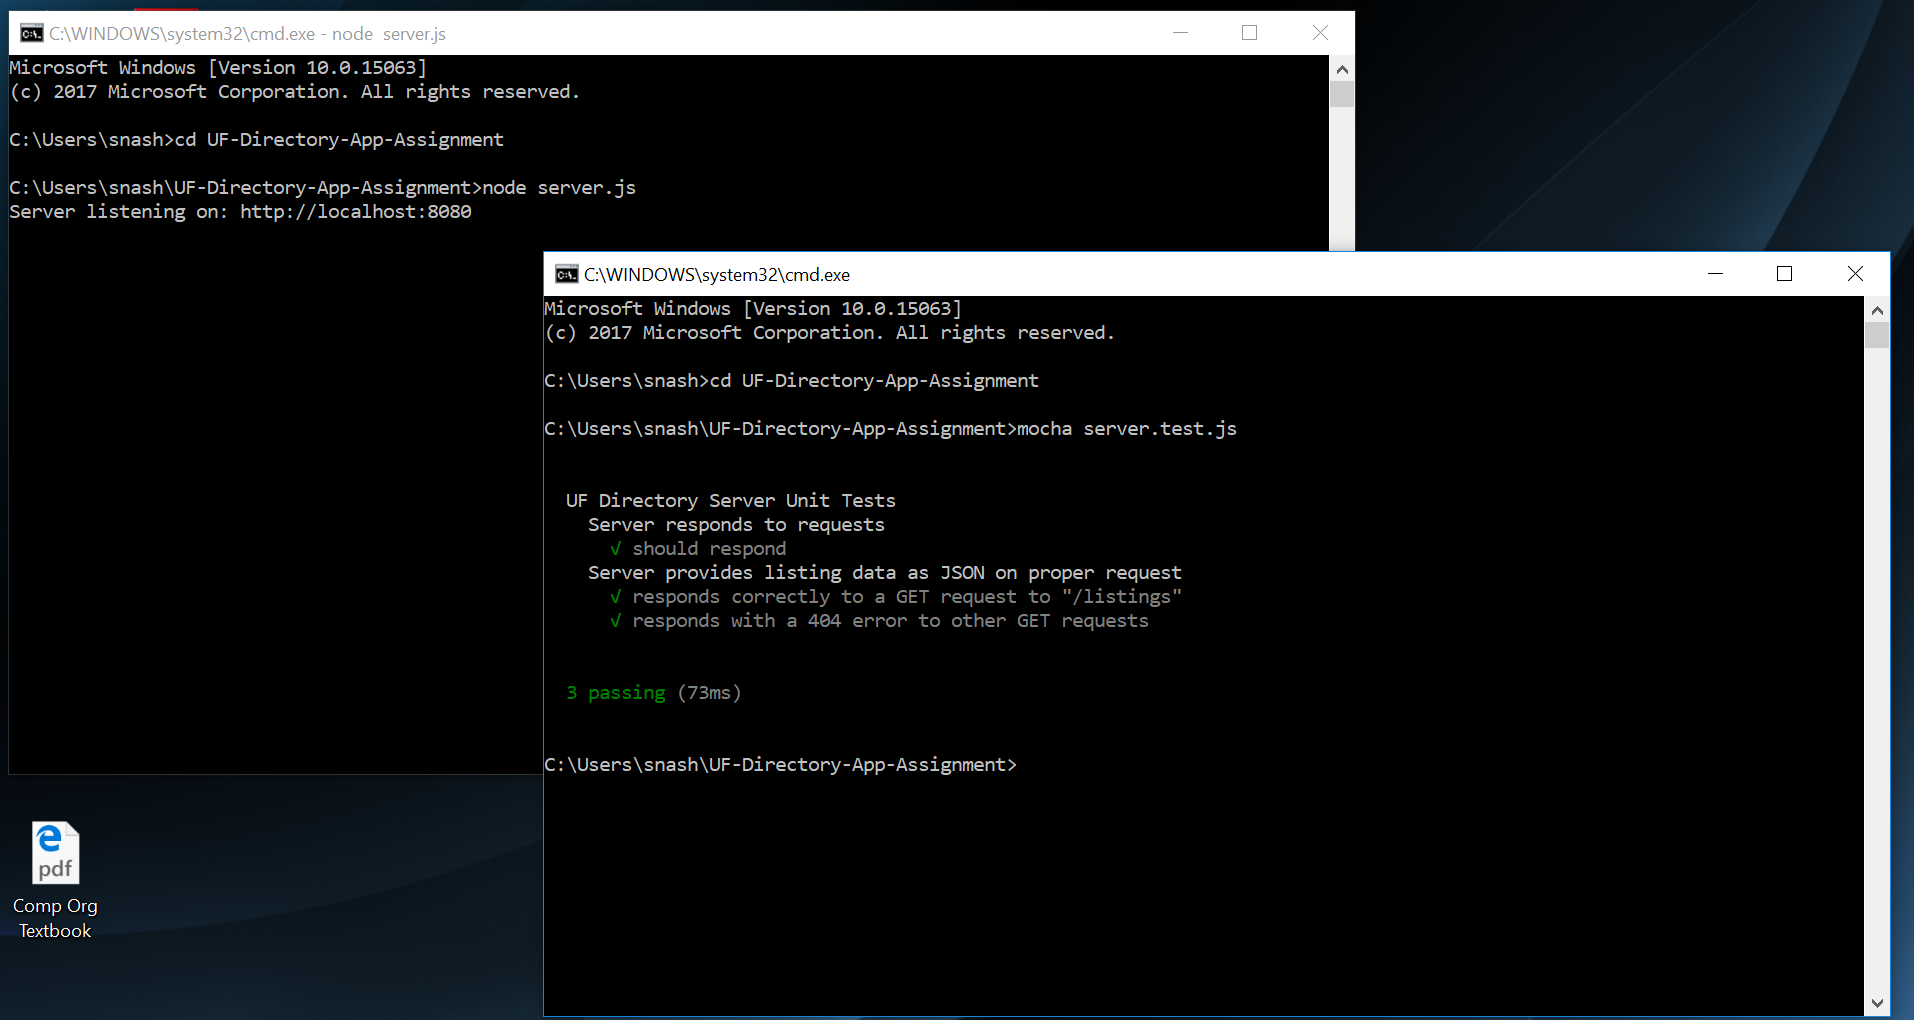 C:\WINDOWS\system32\cmd.exe - node  server.js
Microsoft Windows [Version 10.0.15063]
(c) 2017 Microsoft Corporation. All rights reserved.
C:\Users\snash>cd UF-Directory-App-Assignment
C:\Users\snash\UF-Directory-App-Assignment>node server.js
Server listening on: http://localhost:8080
C:\WINDOWS\system32\cmd.exe
Microsoft Windows [Version 10.0.15063]
(c) 2017 Microsoft Corporation. All rights reserved.
C:\Users\snash>cd UF-Directory-App-Assignment
C:\Users\snash\UF-Directory-App-Assignment>mocha server.test.js
UF Directory Server Unit Tests
Server responds to requests
√ should respond
Server provides listing data as JSON on proper request
√ responds correctly to a GET request to "/listings"
√ responds with a 404 error to other GET requests
3 passing (73ms)
C:\Users\snash\UF-Directory-App-Assignment>
pdf
Comp Org
Textbook